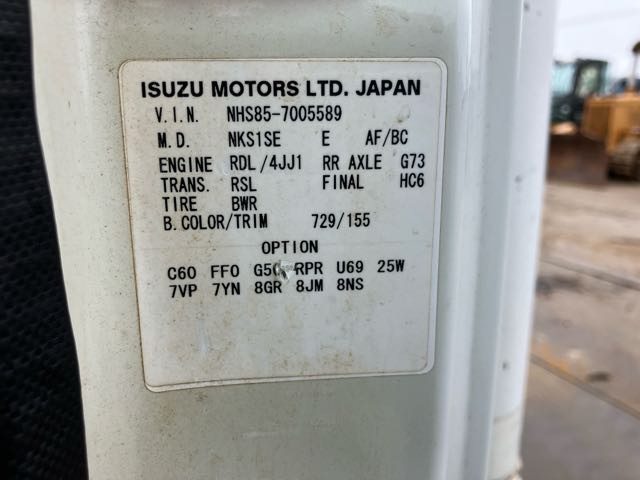 ISUZU MOTORS LTD. JAPAN
V.I.N. NHS85-7005589
M.D. NKS1SE E AF/BC
ENGINE RDL/4JJ1 RR AXLE G73
TRANS. RSL FINAL HC6
TIRE BWR
B.COLOR/TRIM 729/155
OPTION
C60 FFO RPR U69 25W
7VP 7YN 8GR 8JM 8NS